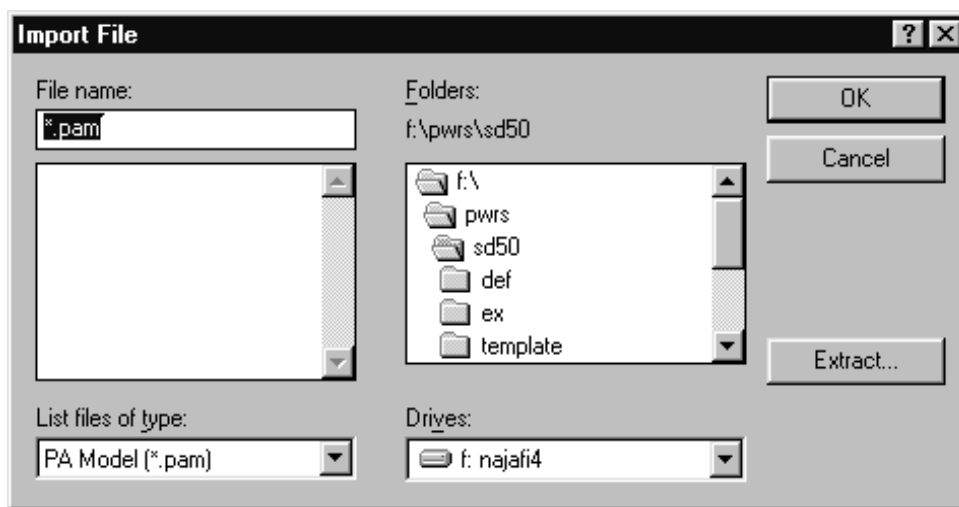 Import File
File name:
*.pam
Folders:
f:\pwrs\sd50
f:\
pwrs
sd50
def
ex
template
OK
Cancel
Extract...
List files of type:
PA Model (*.pam)
Drives:
f: najafi4